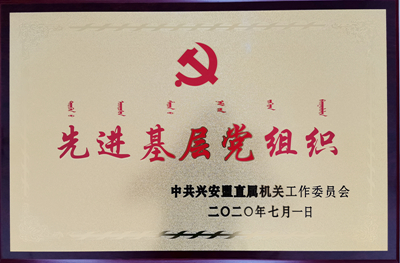 先进基层党组织
中共兴安盟直属机关工作委员会
二〇二〇年七月一日